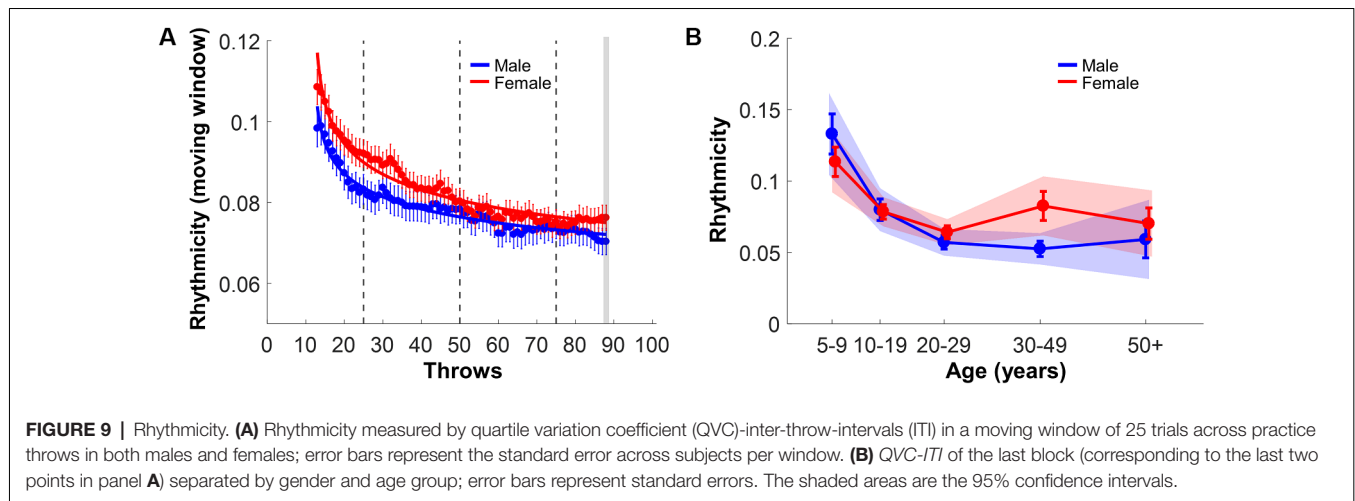 A
Rhythmicity (moving window)
0.12
0.1
0.08
0.06
Male
Female
0 10 20 30 40 50 60 70 80 90 100
Throws
B
Rhythmicity
0.2
0.15
0.1
0.05
0
Male
Female
5-9 10-19 20-29 30-49 50+
Age (years)
FIGURE 9 | Rhythmicity. (A) Rhythmicity measured by quartile variation coefficient (QVC)-inter-throw-intervals (ITI) in a moving window of 25 trials across practice
throws in both males and females; error bars represent the standard error across subjects per window. (B) QVC-ITI of the last block (corresponding to the last two
points in panel A) separated by gender and age group; error bars represent standard errors. The shaded areas are the 95% confidence intervals.